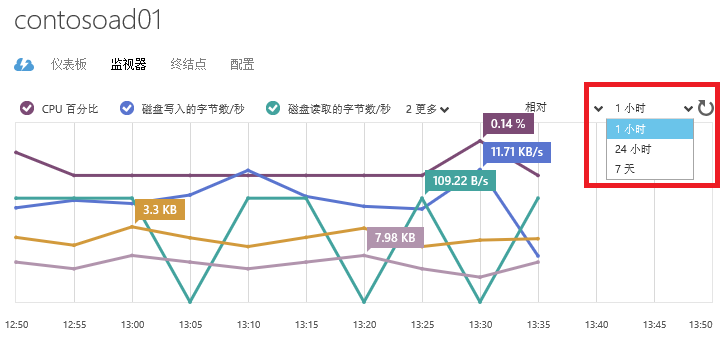 contosoad01
仪表板 监视器 终结点 配置
CPU 百分比 磁盘写入的字节数/秒 磁盘读取的字节数/秒 2 更多 相对 1 小时
1 小时
24 小时
7 天
0.14 %
11.71 KB/s
109.22 B/s
3.3 KB
7.98 KB
12:50 12:55 13:00 13:05 13:10 13:15 13:20 13:25 13:30 13:35 13:40 13:45 13:50